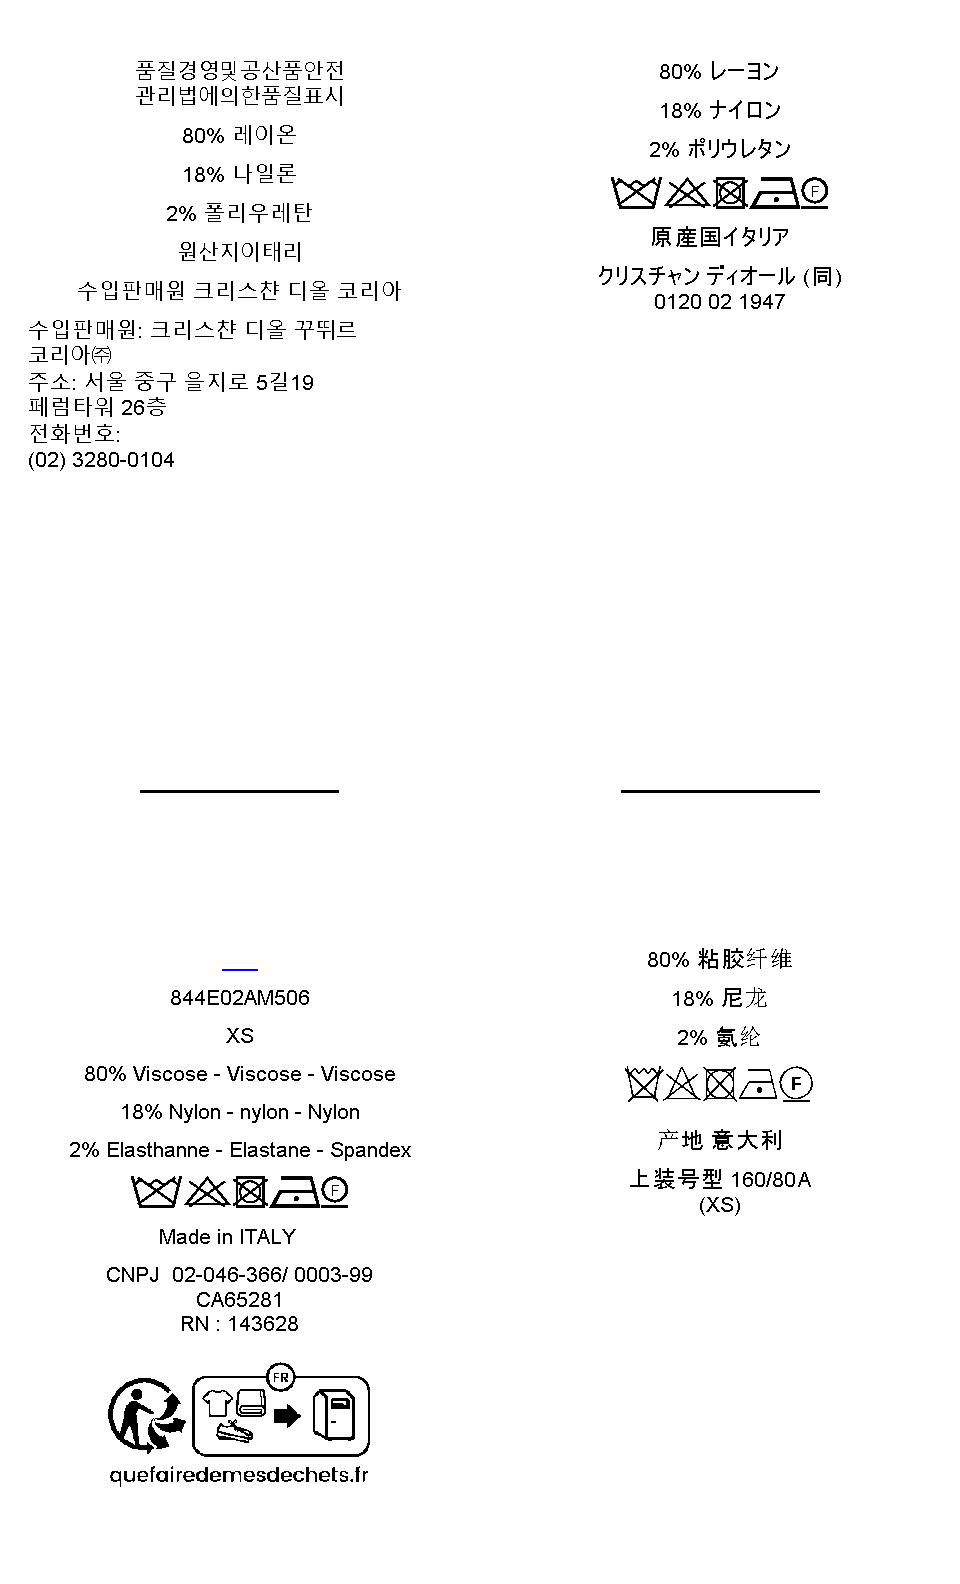 품질경영및공산품안전
관리법에의한품질표시
80% 레이온
18% 나일론
2% 폴리우레탄
원산지이태리
수입판매원 크리스챤 디올 코리아
수입판매원: 크리스챤 디올 꾸뛰르
코리아㈜
주소: 서울 중구 을지로 5길19
페럼타워 26층
전화번호:
(02) 3280-0104
80% レーヨン
18% ナイロン
2% ポリウレタン
F
原産国イタリア
クリスチャン ディオール (同)
0120 02 1947
844E02AM506
XS
80% Viscose - Viscose - Viscose
18% Nylon - nylon - Nylon
2% Elasthanne - Elastane - Spandex
F
Made in ITALY
CNPJ 02-046-366/ 0003-99
CA65281
RN : 143628
FR
quefairedemesdechets.fr
80% 粘胶纤维
18% 尼龙
2% 氨纶
F
产地 意大利
上装号型 160/80A
(XS)